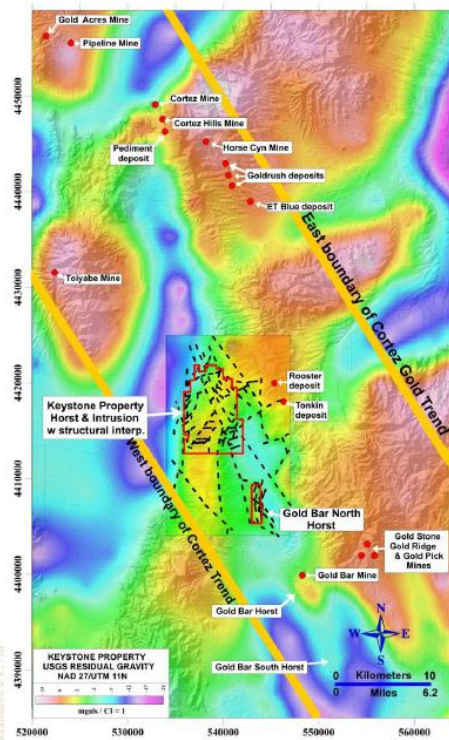 Gold Acres Mine
Pipeline Mine
4450000
Cortez Mine
Cortez Hills Mine
Pediment
deposit
Horse Cyn Mine
Goldrush deposits
4440000
ET Blue deposit
East boundary of Cortez Gold Trend
Toiyabe Mine
4430000
Rooster
deposit
Tonkin
deposit
4420000
Keystone Property
Horst & Intrusion
w structural interp.
West boundary of Cortez Trend
4410000
Gold Bar North
Horst
Gold Stone
Gold Ridge
& Gold Pick
Mines
4400000
Gold Bar Mine
Gold Bar Horst
N
W E
S
Gold Bar South Horst
4390000
KEYSTONE PROPERTY
USGS RESIDUAL GRAVITY
NAD 27/UTM 11N
mgals / CI = 1
Kilometers
0 10
0 Miles 6.2
520000 530000 540000 550000 560000